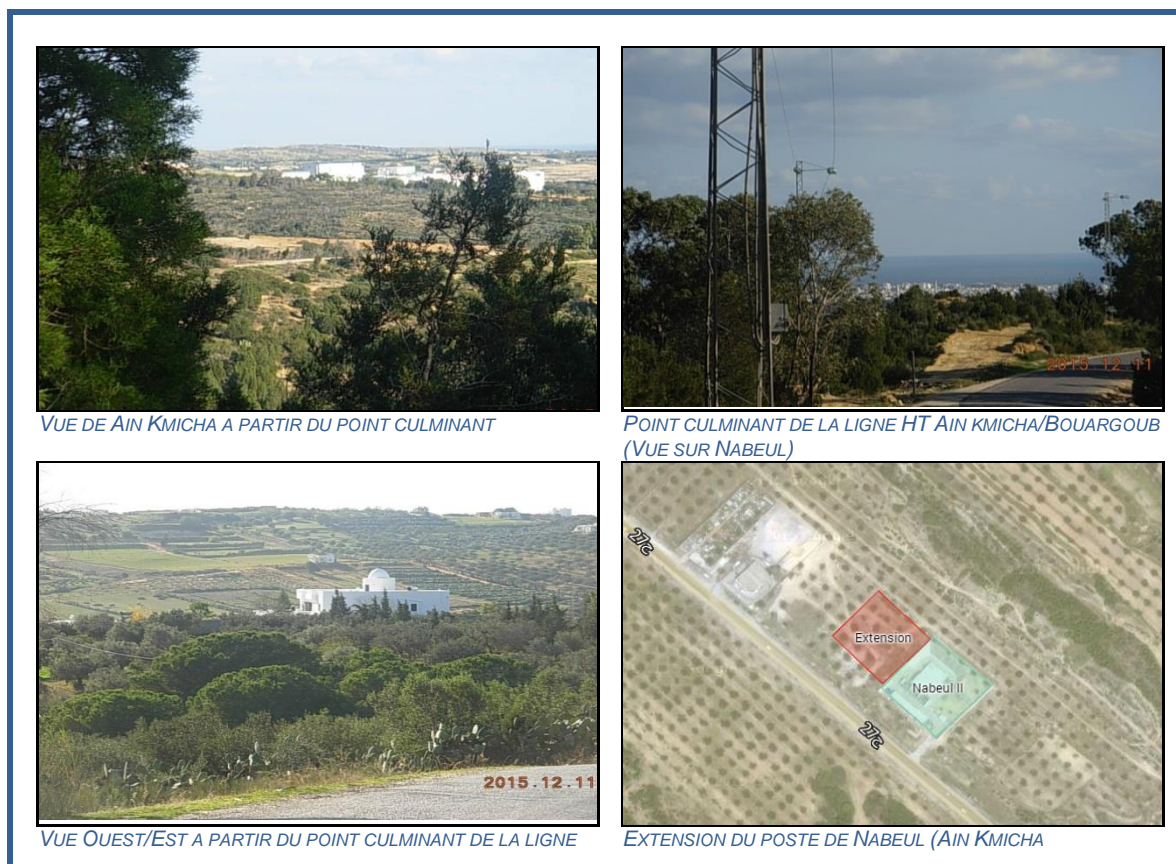 VUE DE AIN KMICHA A PARTIR DU POINT CULMINANT
2015.12.11
POINT CULMINANT DE LA LIGNE HT AIN KMICHA/BOUARGOUB
(VUE SUR NABEUL)
2015.12.11
VUE OUEST/EST A PARTIR DU POINT CULMINANT DE LA LIGNE
27c
Extension
Nabeul II
27c
EXTENSION DU POSTE DE NABEUL (AIN KMICHA